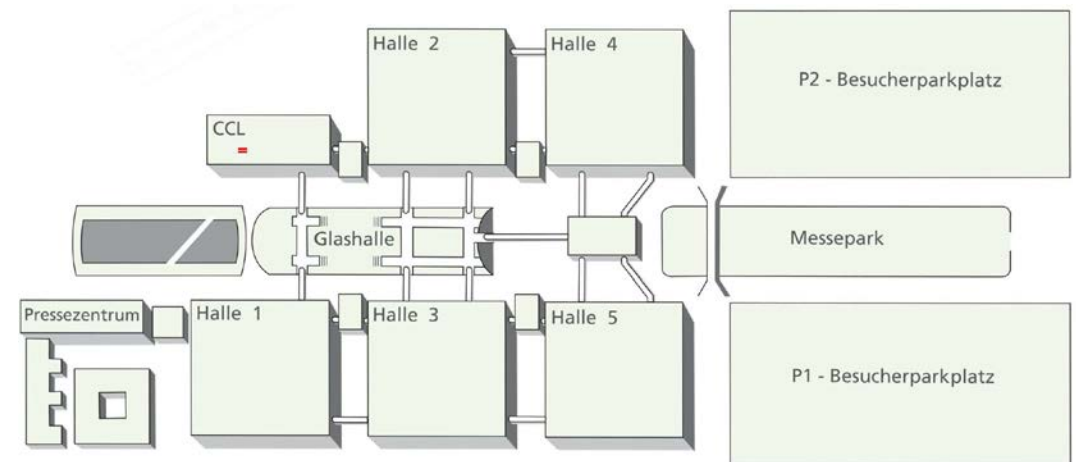 Halle 2
Halle 4
P2 - Besucherparkplatz
CCL
Glashalle
Messepark
Pressezentrum
Halle 1
Halle 3
Halle 5
P1 - Besucherparkplatz